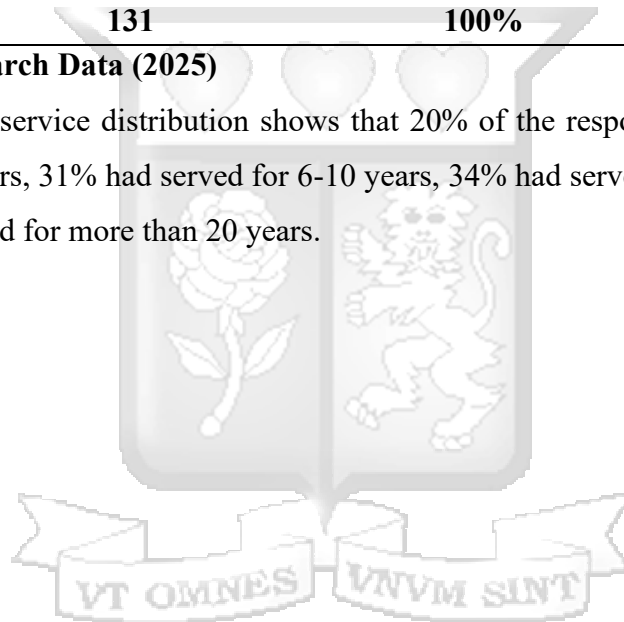 131 100%
arch Data (2025)
service distribution shows that 20% of the respo
rs, 31% had served for 6-10 years, 34% had serve
d for more than 20 years.
VT OMNES VNVM SINT